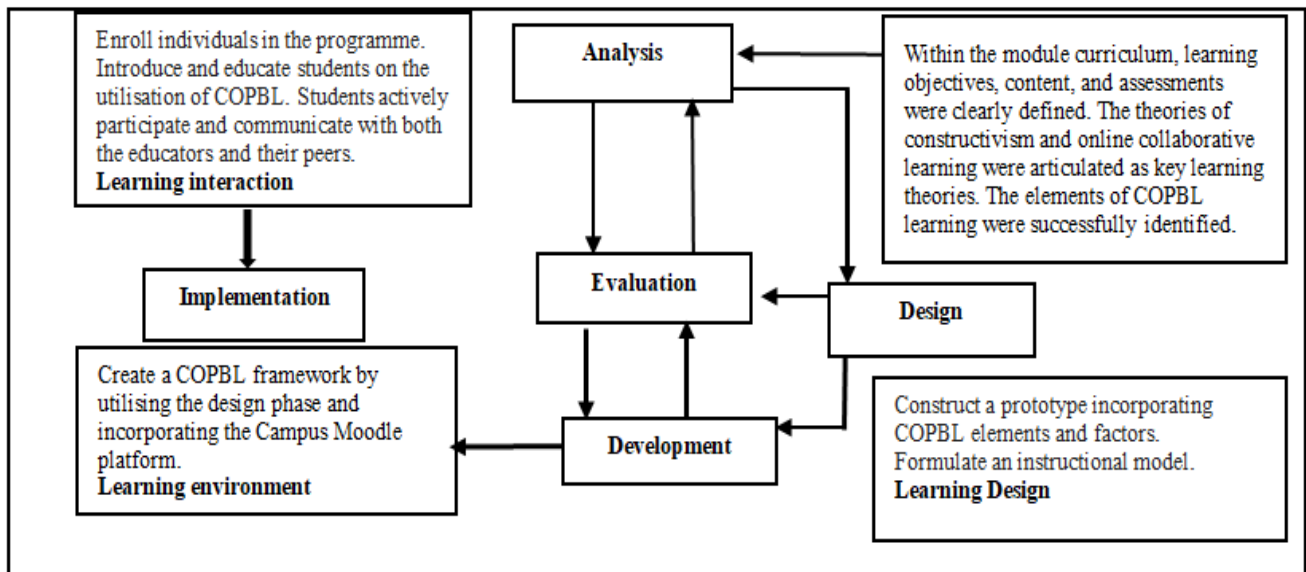 Enroll individuals in the programme.
Introduce and educate students on the
utilisation of COPBL. Students actively
participate and communicate with both
the educators and their peers.
Learning interaction
Analysis
Within the module curriculum, learning
objectives, content, and assessments
were clearly defined. The theories of
constructivism and online collaborative
learning were articulated as key learning
theories. The elements of COPBL
learning were successfully identified.
Implementation
Evaluation
Design
Create a COPBL framework by
utilising the design phase and
incorporating the Campus Moodle
platform.
Learning environment
Development
Construct a prototype incorporating
COPBL elements and factors.
Formulate an instructional model.
Learning Design